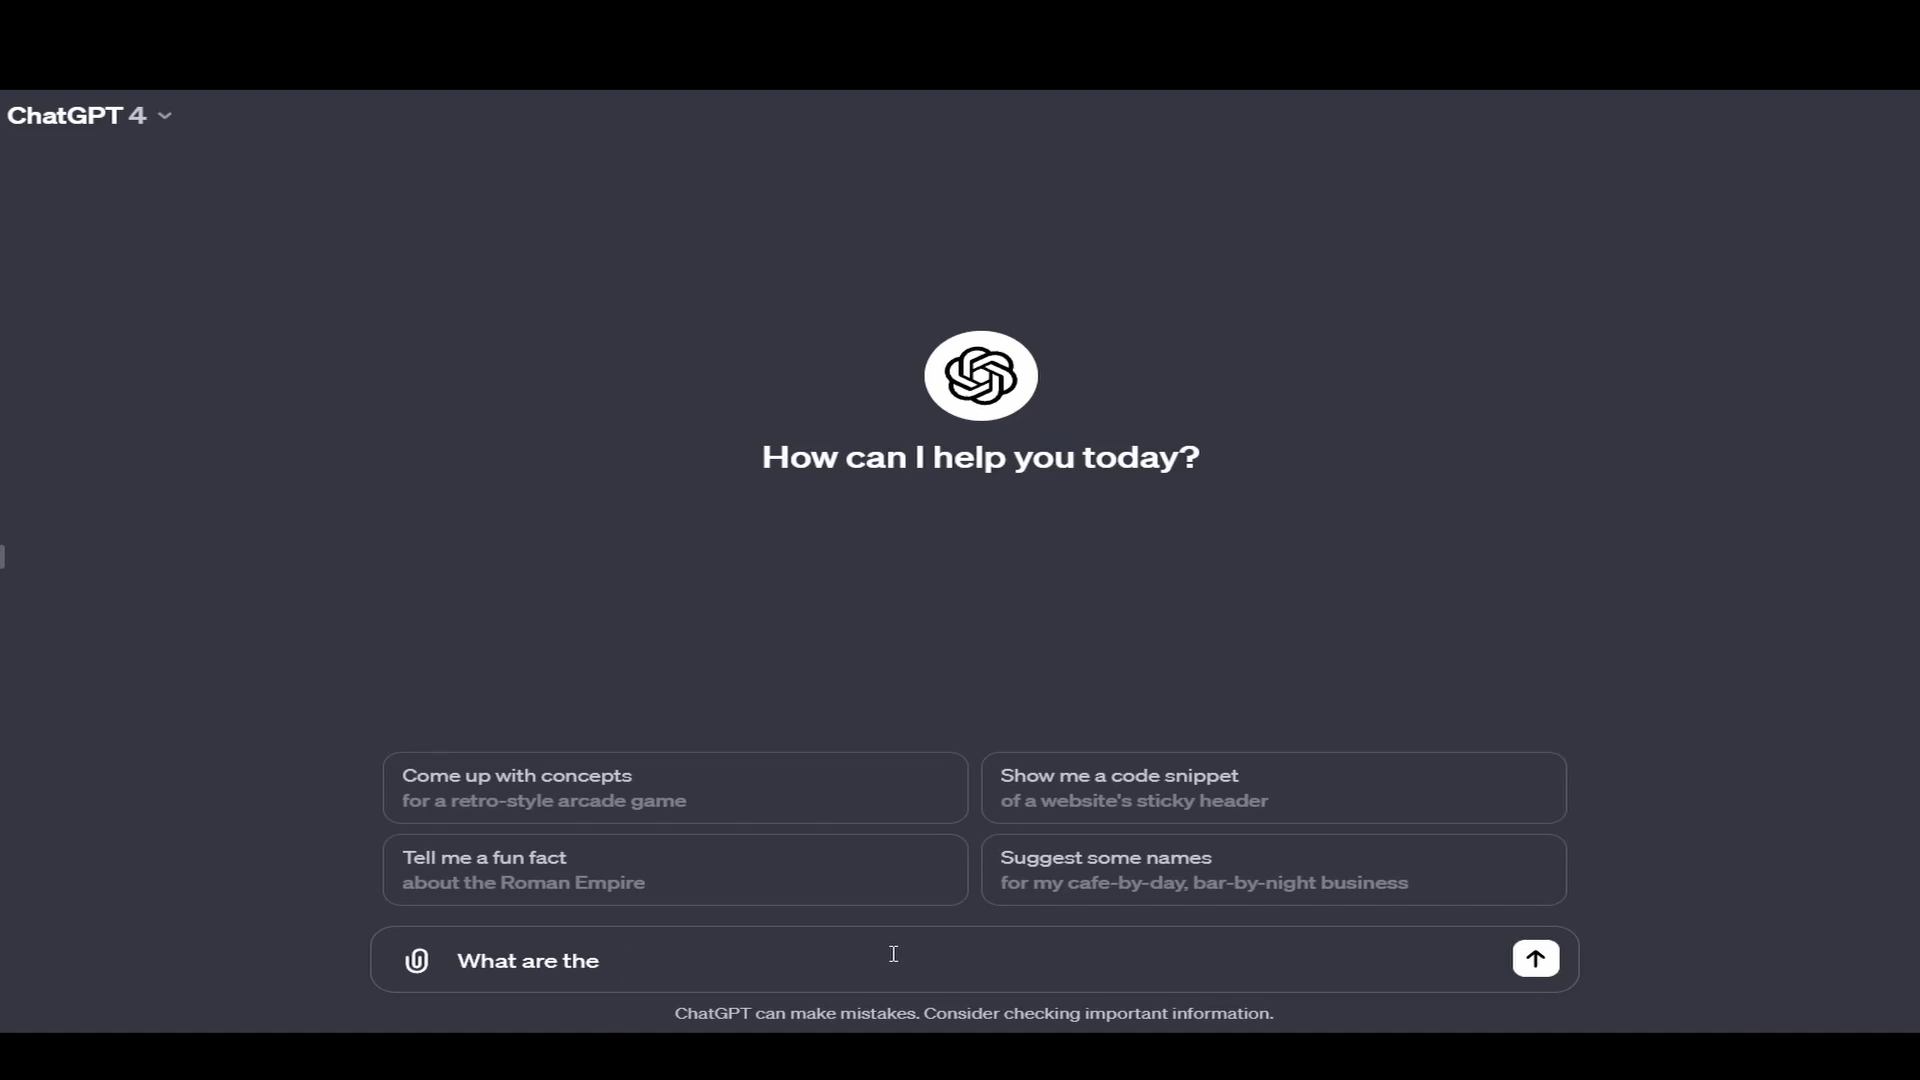 ChatGPT 4
How can I help you today?
Come up with concepts
for a retro-style arcade game
Show me a code snippet
of a website's sticky header
Tell me a fun fact
about the Roman Empire
Suggest some names
for my cafe-by-day, bar-by-night business
What are the
ChatGPT can make mistakes. Consider checking important information.